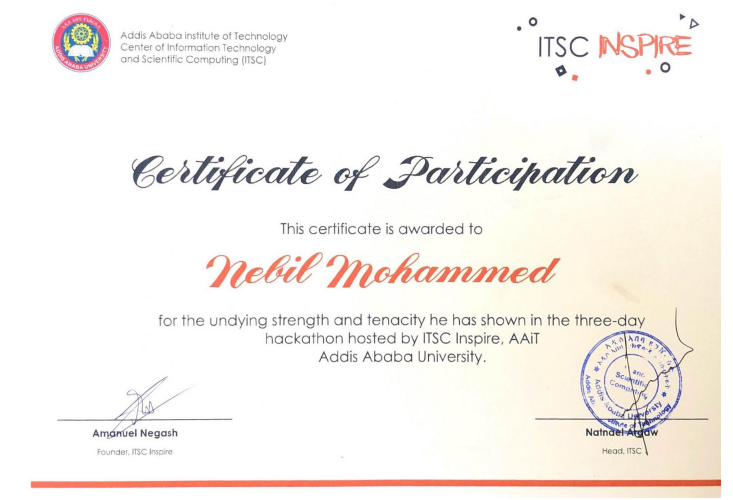 Addis Ababa institute of Technology
Center of Information Technology
and Scientific Computing (ITSC)
ITSC INSPIRE
Certificate of Participation
This certificate is awarded to
Nebil Mohammed
for the undying strength and tenacity he has shown in the three-day
hackathon hosted by ITSC Inspire, AAiT
Addis Ababa University.
Scientific
Computing
Amanuel Negash
Natnael Argaw
Founder, ITSC Inspire
Head, ITSC